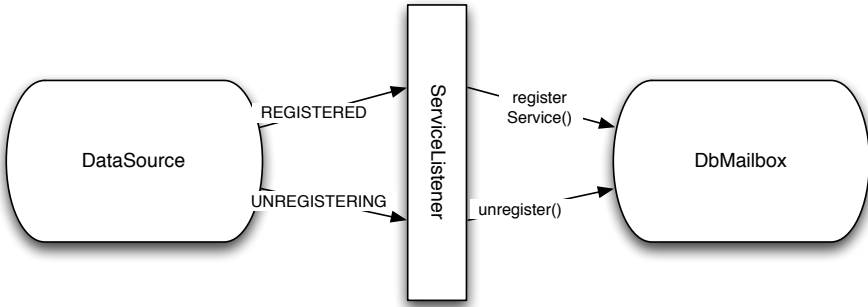 DataSource
REGISTERED
UNREGISTERING
ServiceListener
register
Service()
unregister()
DbMailbox